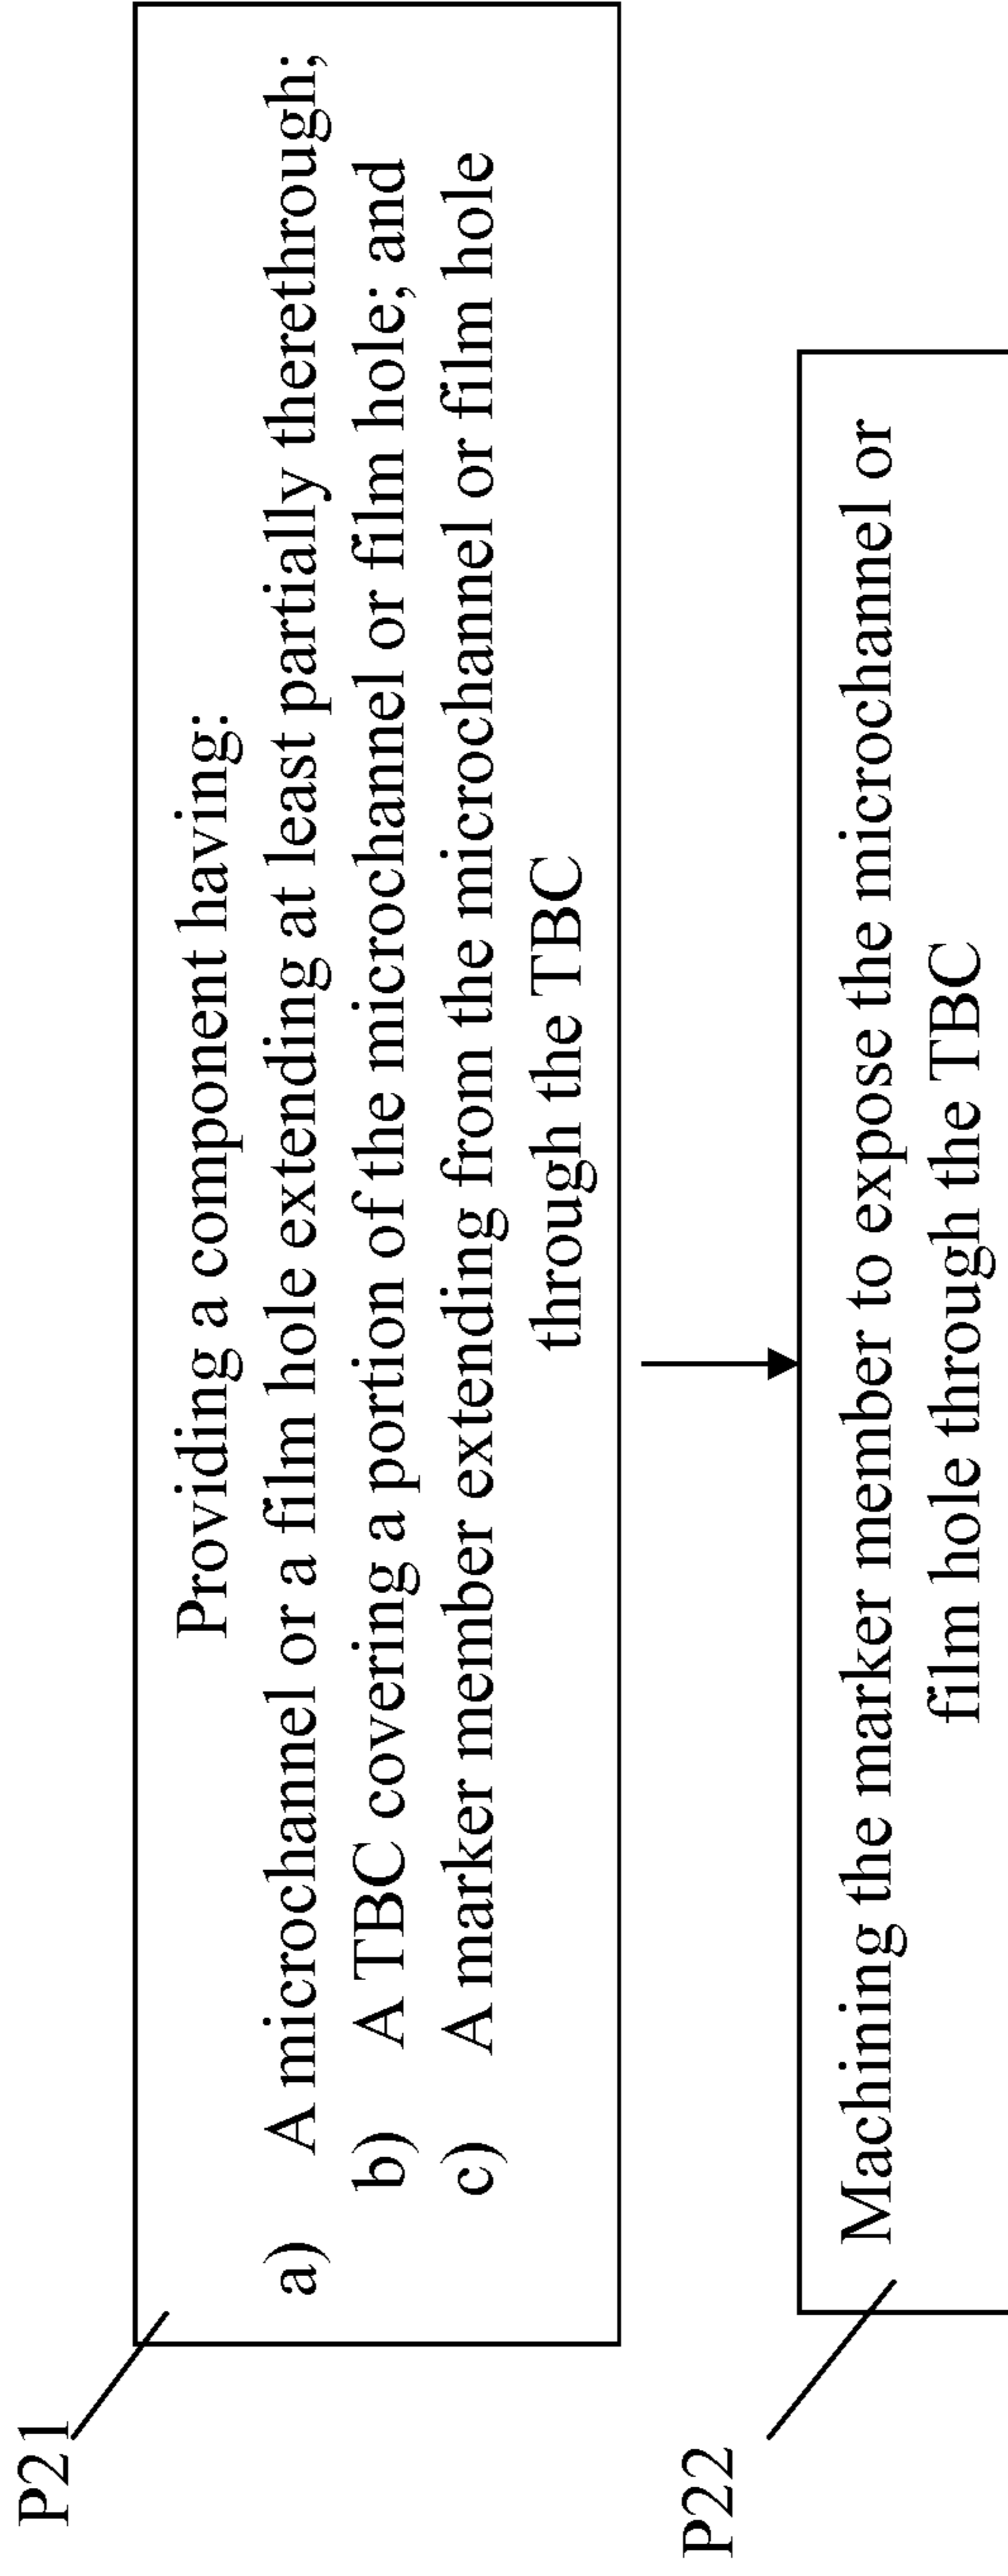 P21
Providing a component having:
a) A microchannel or a film hole extending at least partially therethrough;
b) A TBC covering a portion of the microchannel or film hole; and
c) A marker member extending from the microchannel or film hole
through the TBC
P22
Machining the marker member to expose the microchannel or
film hole through the TBC